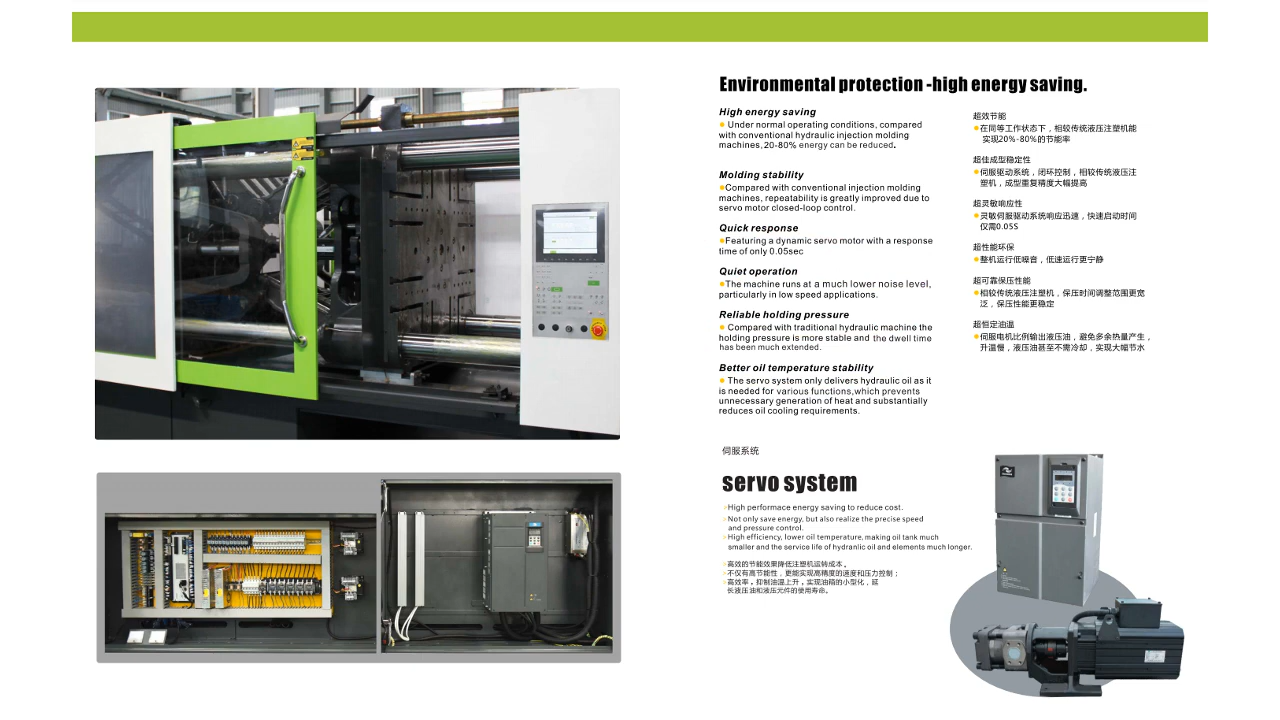 Environmental protection -high energy saving.
High energy saving
Under normal operating conditions, compared
with conventional hydraulic injection molding
machines, 20-80% energy can be reduced.
Molding stability
Compared with conventional injection molding
machines, repeatability is greatly improved due to
servo motor closed-loop control.
Quick response
Featuring a dynamic servo motor with a response
time of only 0.05sec
Quiet operation
The machine runs at a much lower noise level,
particularly in low speed applications.
Reliable holding pressure
Compared with traditional hydraulic machine the
holding pressure is more stable and the dwell time
has been much extended.
Better oil temperature stability
The servo system only delivers hydraulic oil as it
is needed for various functions,which prevents
unnecessary generation of heat and substantially
reduces oil cooling requirements.
超效节能
在同等工作状态下，相较传统液压注塑机能
实现20%-80%的节能率
超佳成型稳定性
伺服驱动系统，闭环控制，相较传统液压注
塑机，成型重复精度大幅提高
超灵敏响应性
灵敏伺服驱动系统响应迅速，快速启动时间
仅需0.05S
超性能环保
整机运行低噪音，低速运行更宁静
超可靠保压性能
相较传统液压注塑机，保压时间调整范围更宽
泛，保压性能更稳定
超恒定油温
伺服电机比例输出液压油，避免多余热量产生，
升温慢，液压油甚至不需冷却，实现大幅节水
伺服系统
servo system
High performace energy saving to reduce cost.
Not only save energy, but also realize the precise speed
and pressure control.
High efficiency, lower oil temperature, making oil tank much
smaller and the service life of hydranlic oil and elements much longer.
高效的节能效果降低注塑机运转成本。
不仅有高节能性，更能实现高精度的速度和压力控制；
高效率，抑制油温上升，实现油箱的小型化，延
长液压油和液压元件的使用寿命。